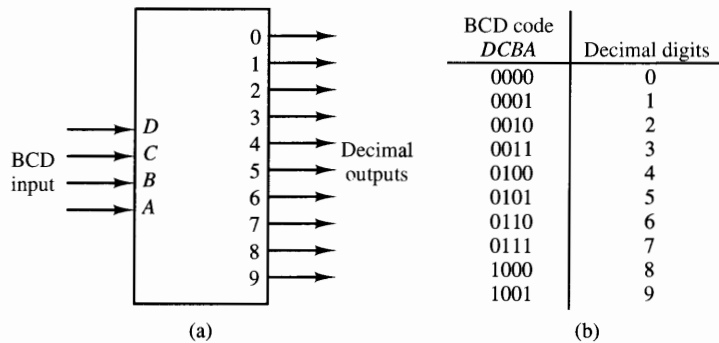 0
1
2
3
4
5
6
7
8
9
D
C
B
A
BCD
input
Decimal
outputs
(a)
BCD code
DCBA Decimal digits
0000 0
0001 1
0010 2
0011 3
0100 4
0101 5
0110 6
0111 7
1000 8
1001 9
(b)